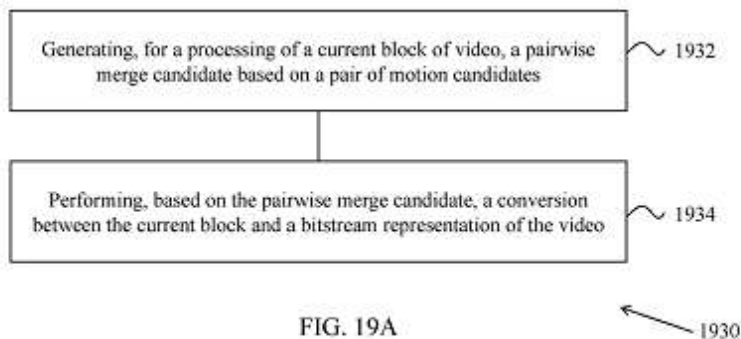 Generating, for a processing of a current block of video, a pairwise
merge candidate based on a pair of motion candidates
1932
Performing, based on the pairwise merge candidate, a conversion
between the current block and a bitstream representation of the video
1934
FIG. 19A
1930